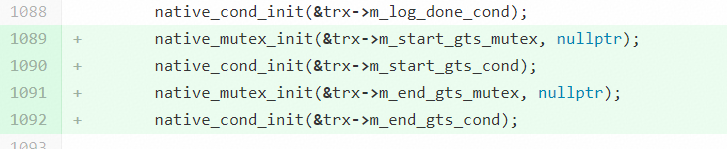 1088 native_cond_init(&trx->m_log_done_cond);
1089 + native_mutex_init(&trx->m_start_gts_mutex, nullptr);
1090 + native_cond_init(&trx->m_start_gts_cond);
1091 + native_mutex_init(&trx->m_end_gts_mutex, nullptr);
1092 + native_cond_init(&trx->m_end_gts_cond);
1093